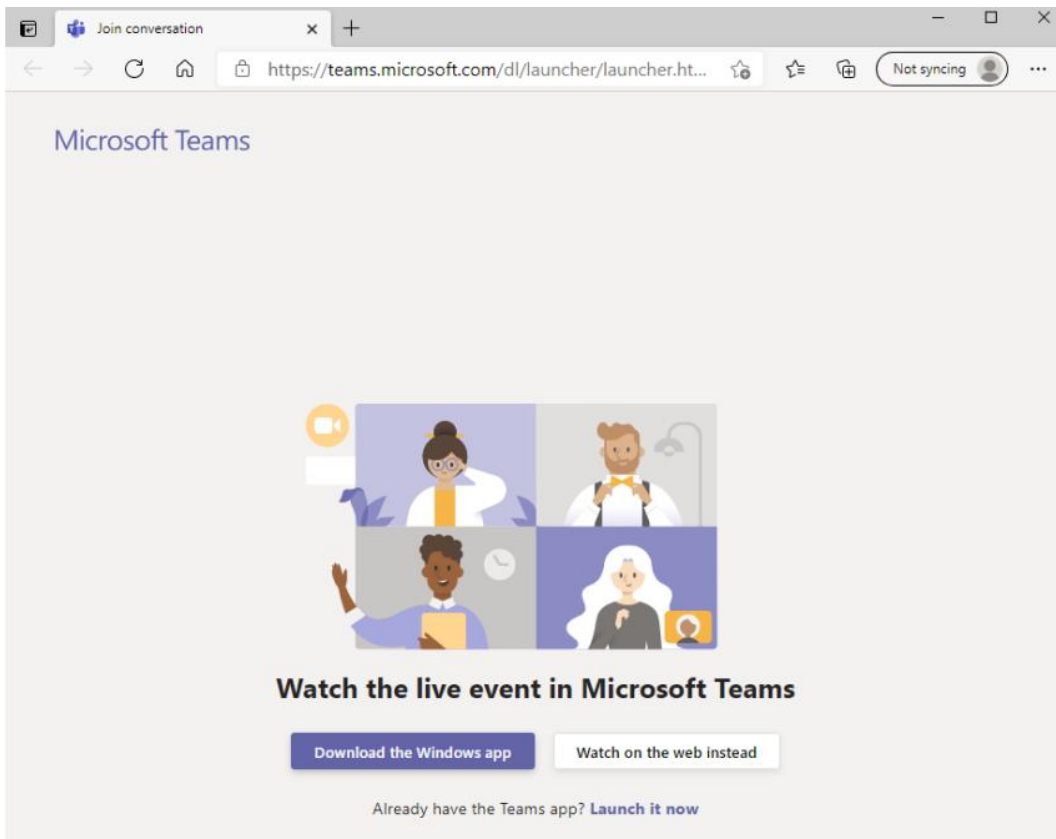 Join conversation
https://teams.microsoft.com/dl/launcher/launcher.ht...
Not syncing
Microsoft Teams
Watch the live event in Microsoft Teams
Download the Windows app
Watch on the web instead
Already have the Teams app? Launch it now